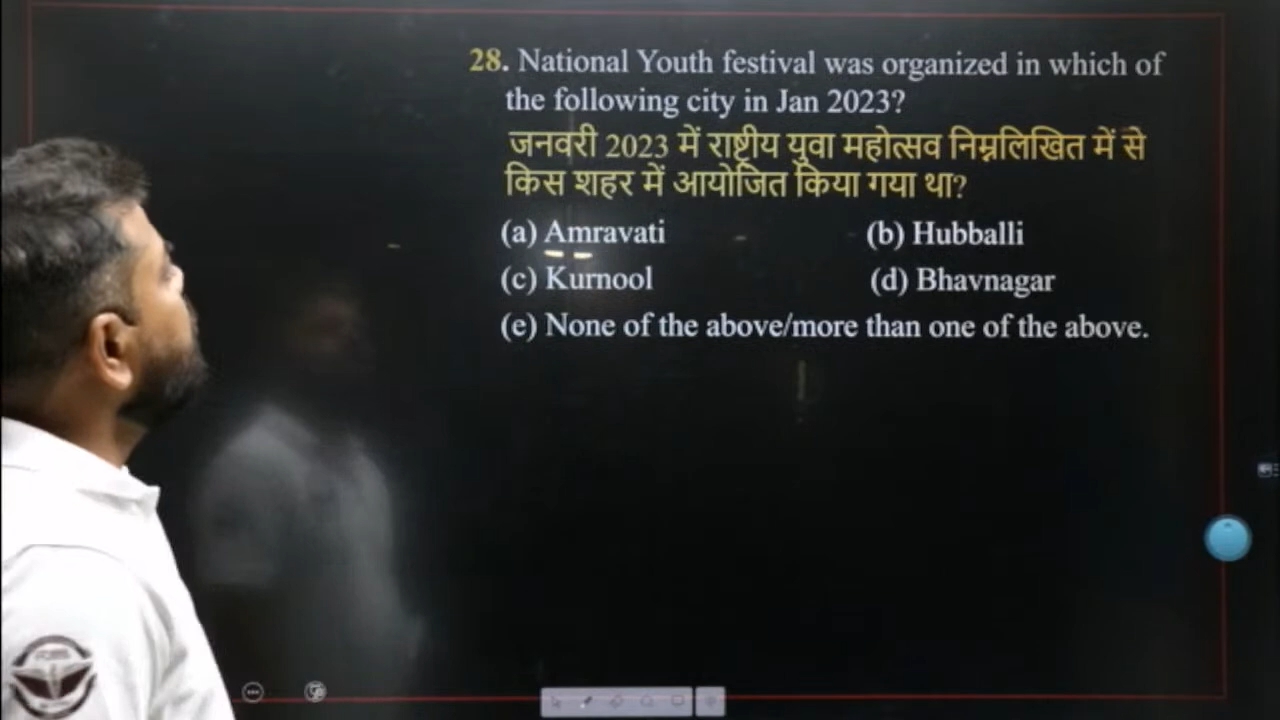 28. National Youth festival was organized in which of
the following city in Jan 2023?
जनवरी 2023 में राष्ट्रीय युवा महोत्सव निम्नलिखित में से
किस शहर में आयोजित किया गया था?
(a) Amravati (b) Hubballi
(c) Kurnool (d) Bhavnagar
(e) None of the above/more than one of the above.